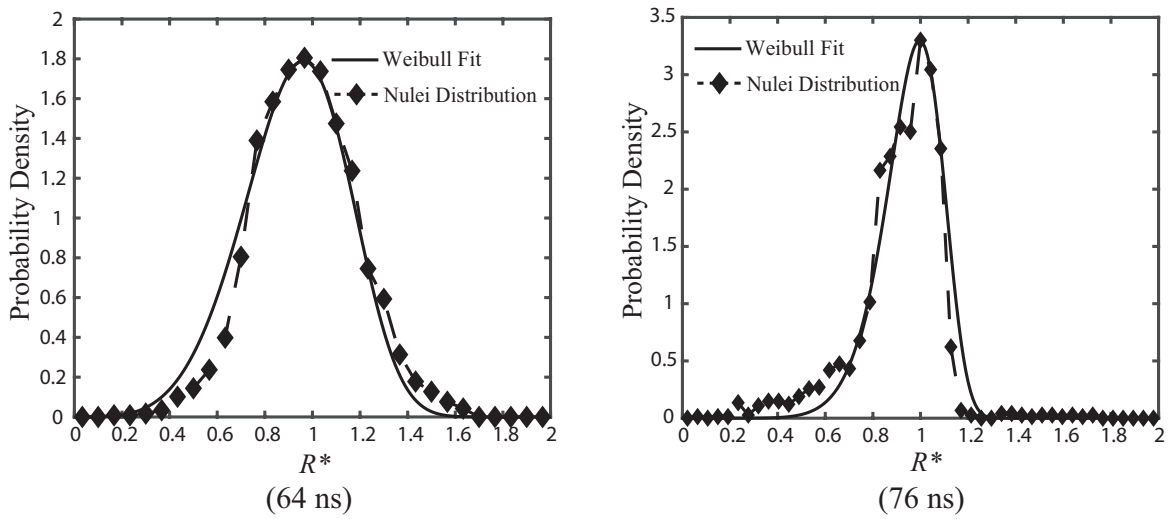 2
1.8
1.6
1.4
1.2
1
0.8
0.6
0.4
0.2
0
Probability Density
Weibull Fit
Nulei Distribution
0 0.2 0.4 0.6 0.8 1 1.2 1.4 1.6 1.8 2
R*
(64 ns)
3.5
3
2.5
2
1.5
1
0.5
0
Probability Density
Weibull Fit
Nulei Distribution
0 0.2 0.4 0.6 0.8 1 1.2 1.4 1.6 1.8 2
R*
(76 ns)